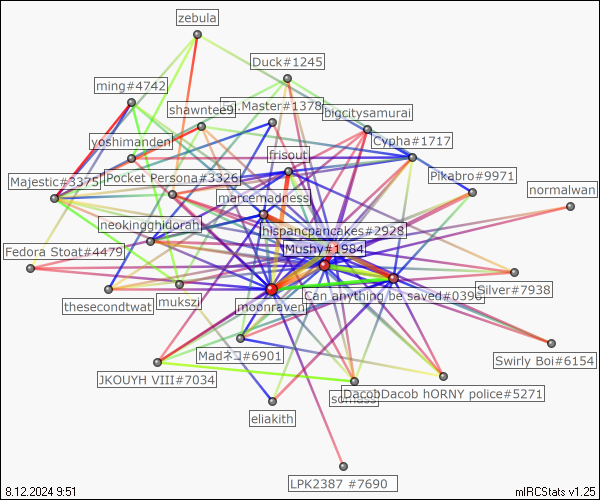 zebula
Duck#1245
ming#4742
shawntee9
.Master#1378
bigcitysamurai
yoshimanden
Cypha#1717
frisout
Majestic#3375
Pocket Persona#3326
Pikabro#9971
normalwan
marcemadness
neokingghidorah
hispancpancakes#2928
Mushy#1984
Fedora Stoat#4479
thesecondtwat
mukszi
moonraven
Can anything be saved#0396
Silver#7938
Madネコ#6901
Swirly Boi#6154
JKOUYH VIII#7034
DacobDacob hORNY police#5271
eliakith
LPK2387 #7690
8.12.2024 9:51
mIRCStats v1.25